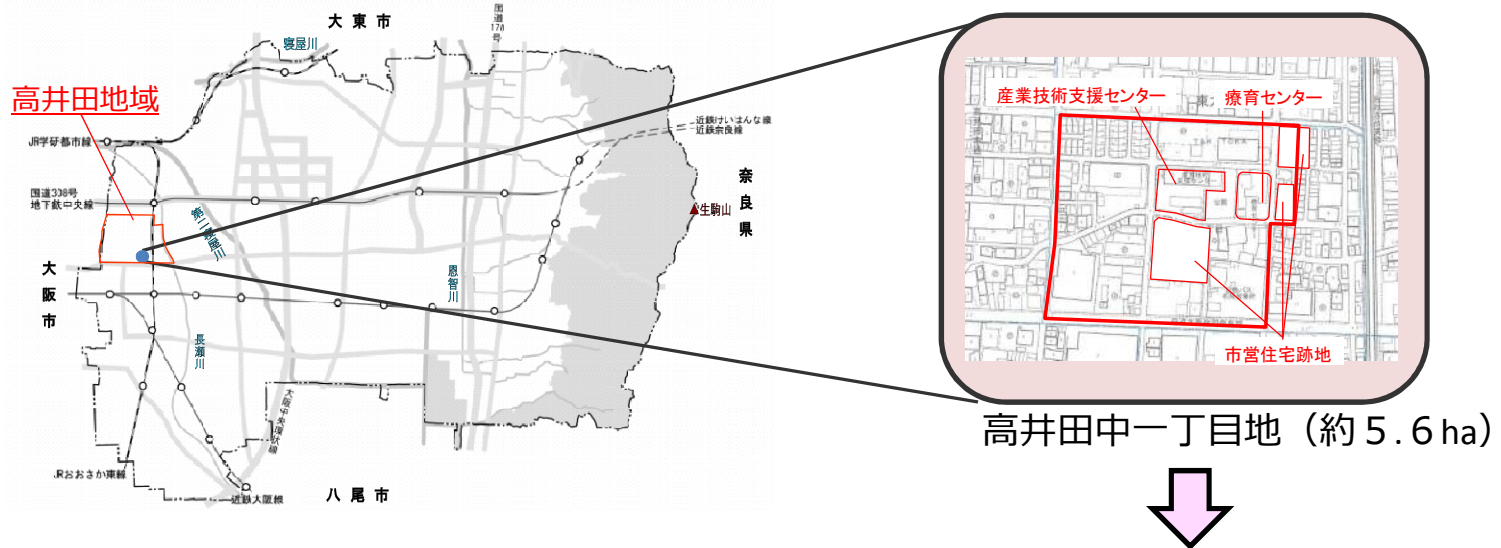 大東市
寝屋川
国道
170
号
高井田地域
近鉄けいはんな線
近鉄奈良線
JR学研都市線
国道308号
地下鉄中央線
第二寝屋川
奈良県
生駒山
大阪市
恩智川
長瀬川
大阪中央環状線
JRおおさか東線
近鉄大阪線
八尾市
産業技術支援センター
療育センター
市営住宅跡地
高井田中一丁目地（約５.６ha）